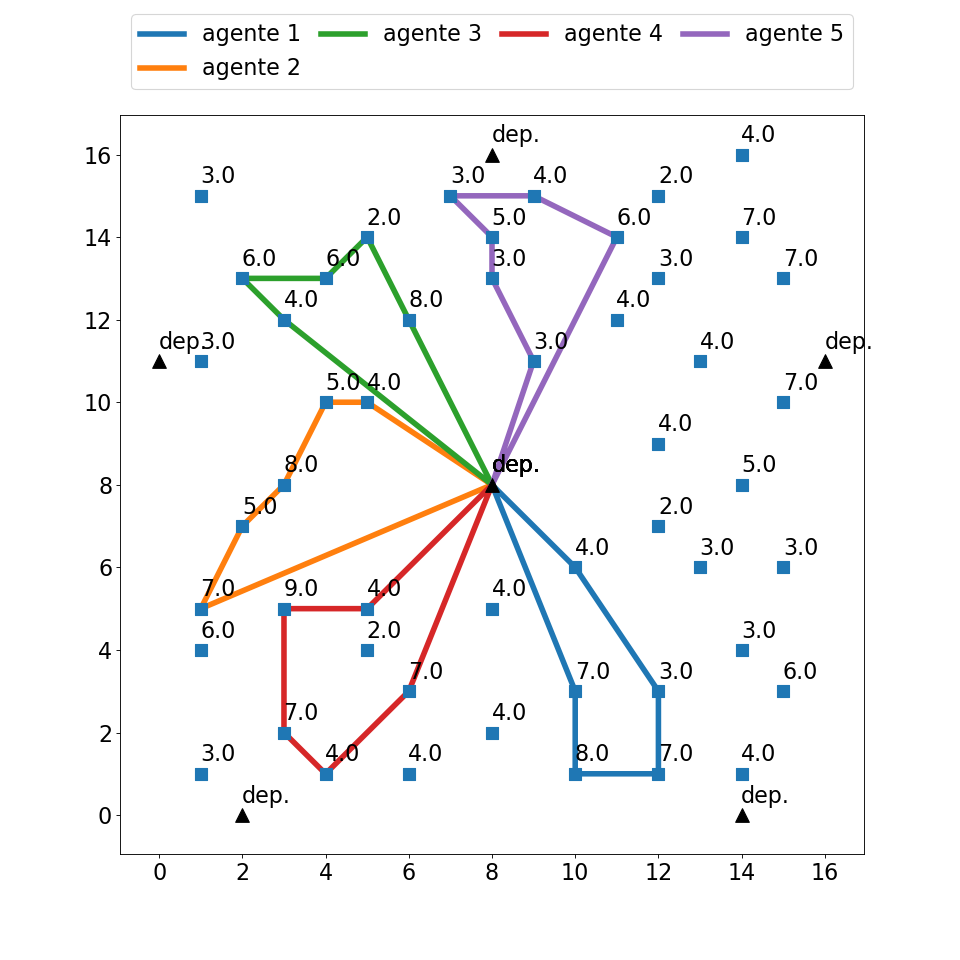 agente 1 agente 3 agente 4 agente 5
agente 2
dep. 4.0
16
3.0 3.0 4.0 2.0
2.0 5.0 6.0 7.0
14
6.0 6.0 3.0 3.0 7.0
4.0 8.0 4.0
12
dep. 3.0 3.0 4.0 dep.
5.0 4.0 7.0
10
4.0
8.0 dep. 5.0
8
5.0 2.0
4.0 3.0 3.0
6
7.0 9.0 4.0 4.0
6.0 2.0 3.0
4
7.0 7.0 3.0 6.0
7.0 4.0
2
3.0 4.0 4.0 8.0 7.0 4.0
dep. dep.
0
0 2 4 6 8 10 12 14 16